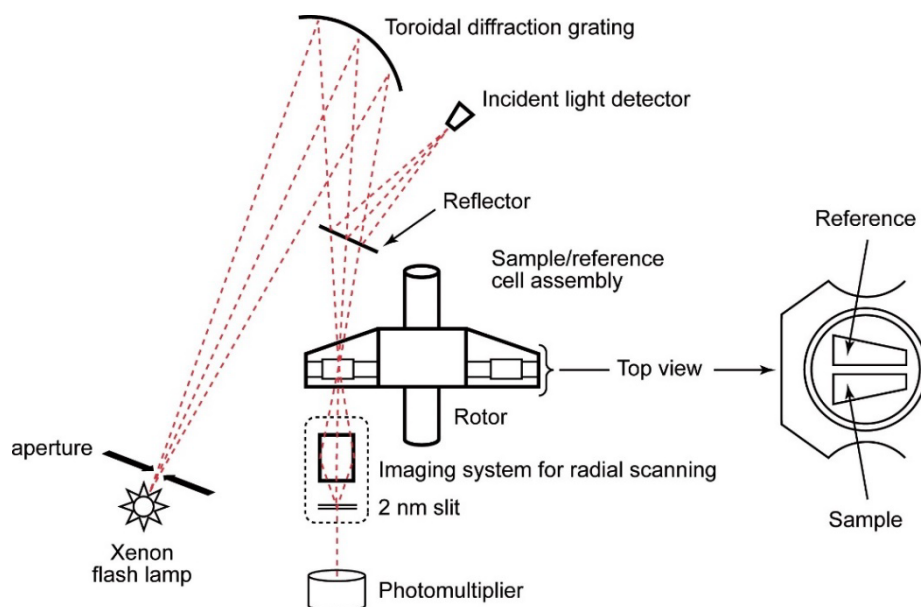 Toroidal diffraction grating
Incident light detector
Reflector
Reference
Sample/reference
cell assembly
Top view
Rotor
aperture
Imaging system for radial scanning
2 nm slit
Sample
Xenon
flash lamp
Photomultiplier